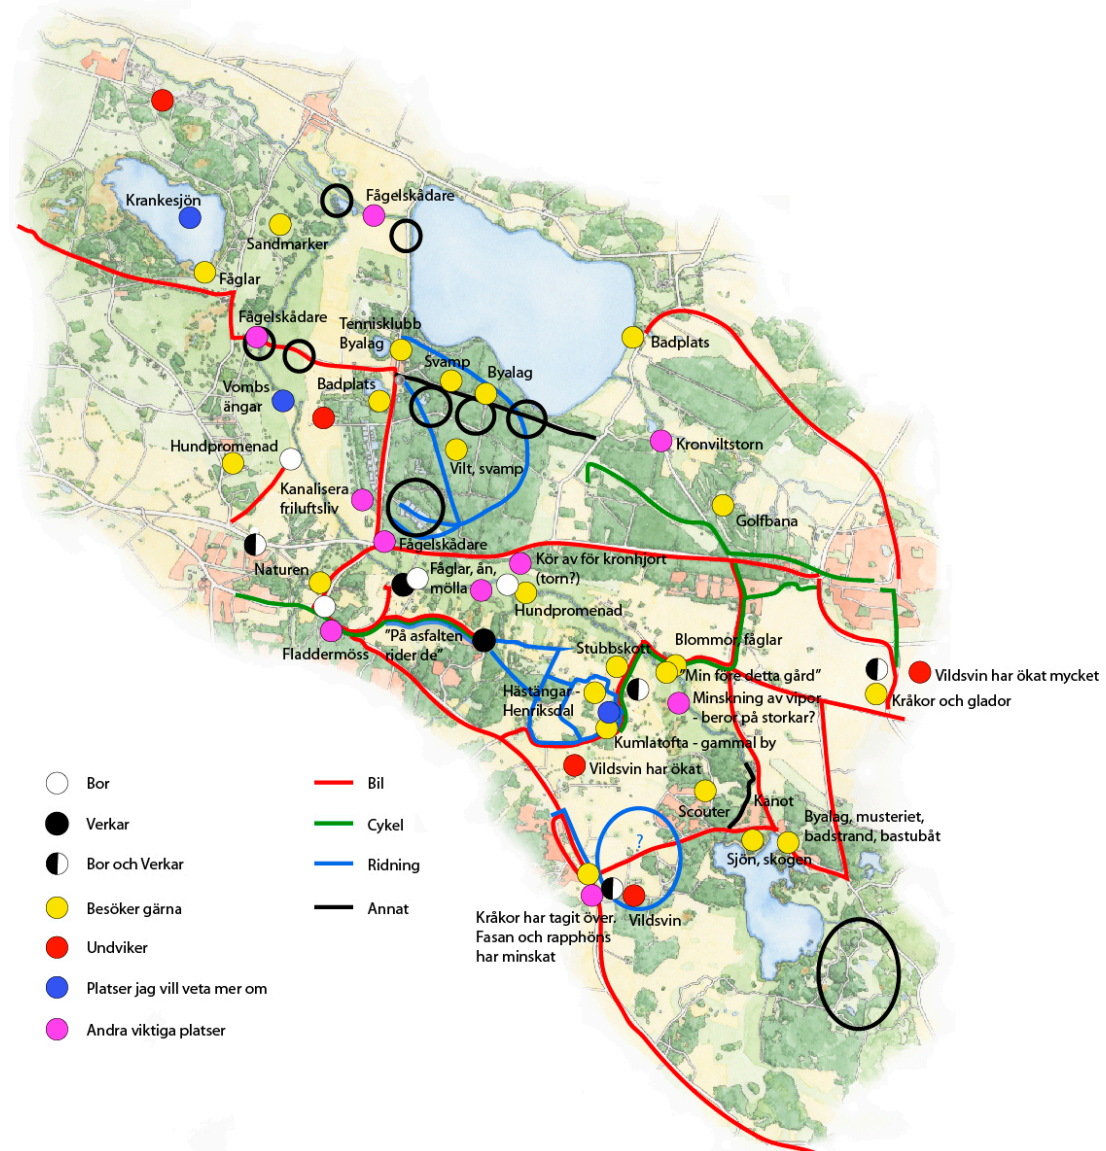 Krankesjön
Fågelskådare
Sandmarker
Fåglar
Fågelskådare
Tennisklubb
Byalag
Badplats
Svamp
Byalag
Vombs
ängar
Badplats
Kronviltstorn
Hundpromenad
Vilt, svamp
Kanalisera
friluftsliv
Golfbana
Fågelskådare
Kör av för kronhjort
(torn?)
Naturen
Fåglar, ån,
mölla
Hundpromenad
Fladdermöss
"På asfalten
rider de"
Stubbskott
Blommor, fåglar
"Min före detta gård"
Vildsvin har ökat mycket
Hästängar -
Henriksdal
Minskning av vipor
- beror på storkar?
Kråkor och glador
Kumlatofta - gammal by
Vildsvin har ökat
Scouter
Kanot
Byalag, musteriet,
badstrand, bastubåt
?
Sjön, skogen
Kråkor har tagit över.
Fasan och rapphöns
har minskat
Vildsvin
Bor
Verkar
Bor och Verkar
Besöker gärna
Undviker
Platser jag vill veta mer om
Andra viktiga platser
Bil
Cykel
Ridning
Annat